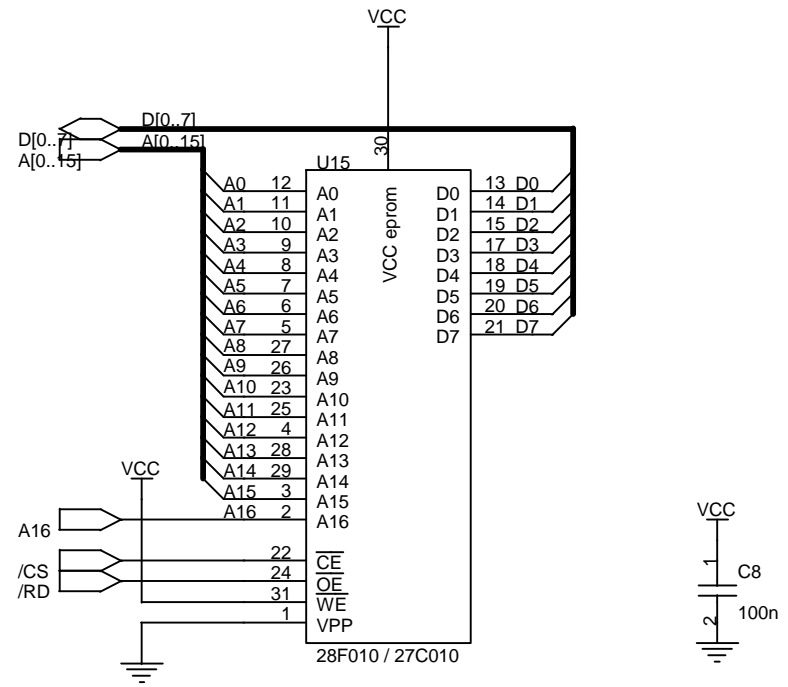 VCC
D[0..7]
D[0..7]
A[0..15]
A[0..15]
30
U15
VCC eprom
A0 12 A0
A1 11 A1
A2 10 A2
A3 9 A3
A4 8 A4
A5 7 A5
A6 6 A6
A7 5 A7
A8 27 A8
A9 26 A9
A10 23 A10
A11 25 A11
A12 4 A12
A13 28 A13
A14 29 A14
A15 3 A15
A16 2 A16
D0 13 D0
D1 14 D1
D2 15 D2
D3 17 D3
D4 18 D4
D5 19 D5
D6 20 D6
D7 21 D7
VCC
A16
/CS
/RD
22 CE
24 OE
31 WE
1 VPP
28F010 / 27C010
VCC
1
C8
100n
2